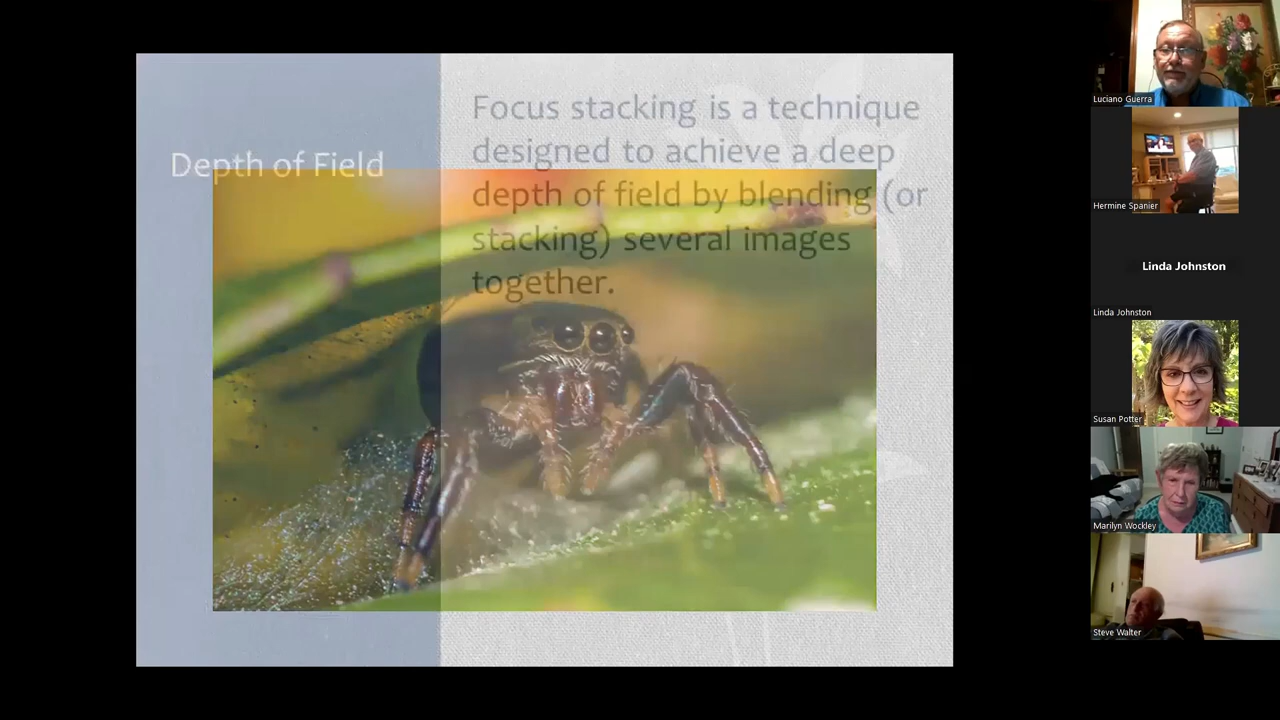 Depth of Field
Focus stacking is a technique
designed to achieve a deep
depth of field by blending (or
stacking) several images
together.
Luciano Guerra
Hermine Spanier
Linda Johnston
Linda Johnston
Susan Potter
Marilyn Wockley
Steve Walter